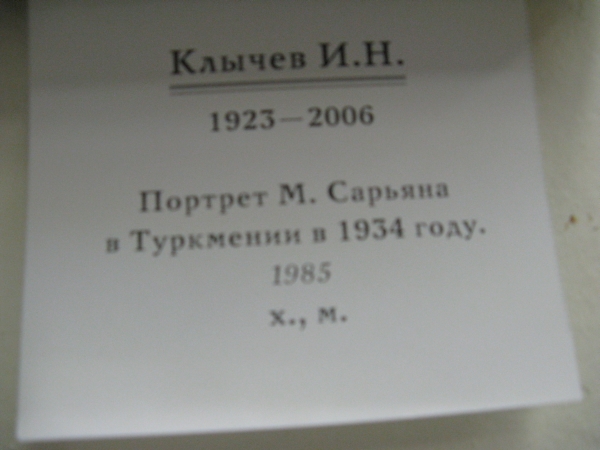 Клычев И.Н.
1923—2006
Портрет М. Сарьяна
в Туркмении в 1934 году.
1985
х., м.